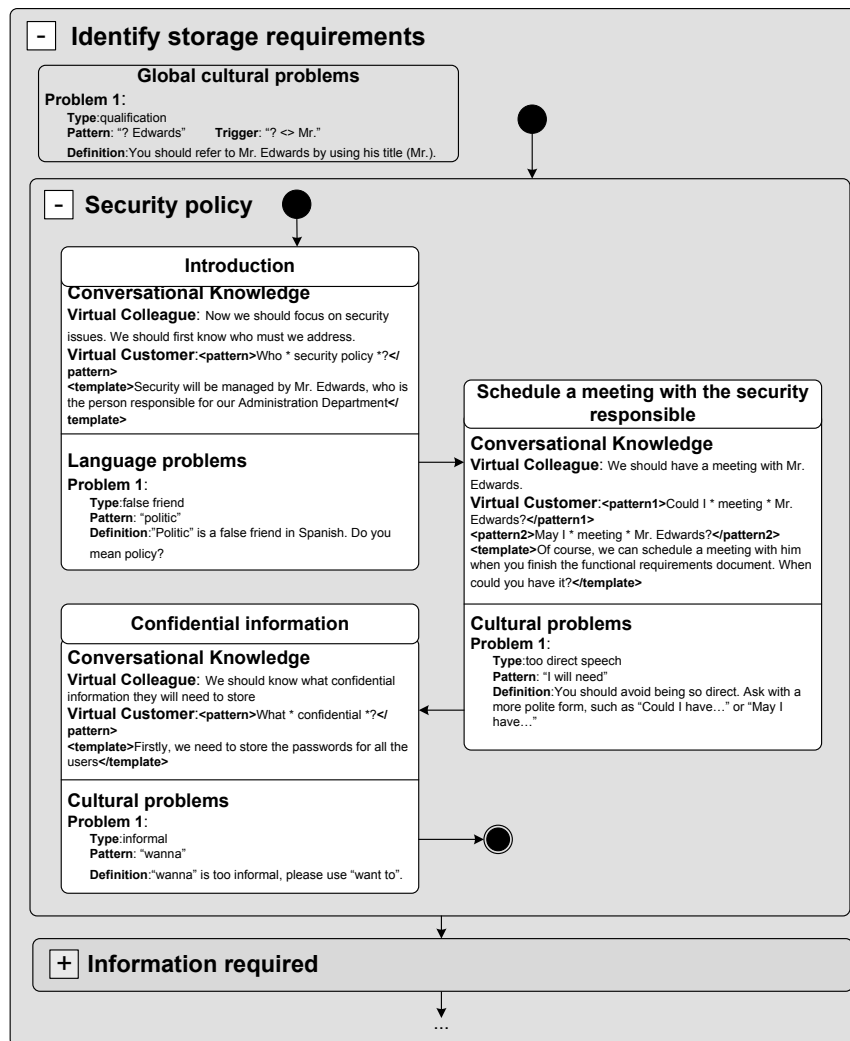 - Identify storage requirements
Global cultural problems
Problem 1:
Type:qualification
Pattern: “? Edwards” Trigger: “? <> Mr.”
Definition:You should refer to Mr. Edwards by using his title (Mr.).
- Security policy
Introduction
Conversational Knowledge
Virtual Colleague: Now we should focus on security
issues. We should first know who must we address.
Virtual Customer:<pattern>Who * security policy *?</
pattern>
<template>Security will be managed by Mr. Edwards, who is
the person responsible for our Administration Department</
template>
Language problems
Problem 1:
Type:false friend
Pattern: “politic”
Definition:”Politic” is a false friend in Spanish. Do you
mean policy?
Schedule a meeting with the security
responsible
Conversational Knowledge
Virtual Colleague: We should have a meeting with Mr.
Edwards.
Virtual Customer:<pattern1>Could I * meeting * Mr.
Edwards?</pattern1>
<pattern2>May I * meeting * Mr. Edwards?</pattern2>
<template>Of course, we can schedule a meeting with him
when you finish the functional requirements document. When
could you have it?</template>
Cultural problems
Problem 1:
Type:too direct speech
Pattern: “I will need”
Definition:You should avoid being so direct. Ask with a
more polite form, such as “Could I have…” or “May I
have…”
Confidential information
Conversational Knowledge
Virtual Colleague: We should know what confidential
information they will need to store
Virtual Customer:<pattern>What * confidential *?</
pattern>
<template>Firstly, we need to store the passwords for all the
users</template>
Cultural problems
Problem 1:
Type:informal
Pattern: “wanna”
Definition:“wanna” is too informal, please use “want to”.
+ Information required
...